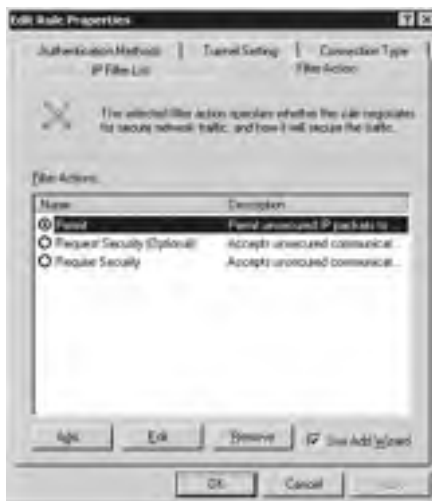 Edit Rule Properties
Authentication Methods
Tunnel Setting
Connection Type
IP Filter List
Filter Action
The selected filter action specifies whether this rule negotiates
for secure network traffic, and how it will secure the traffic.
Filter Actions:
Name Description
Permit Permit unsecured IP packets to ...
Request Security (Optional) Accepts unsecured communicat...
Require Security Accepts unsecured communicat...
Add... Edit... Remove Use Add Wizard
OK Cancel